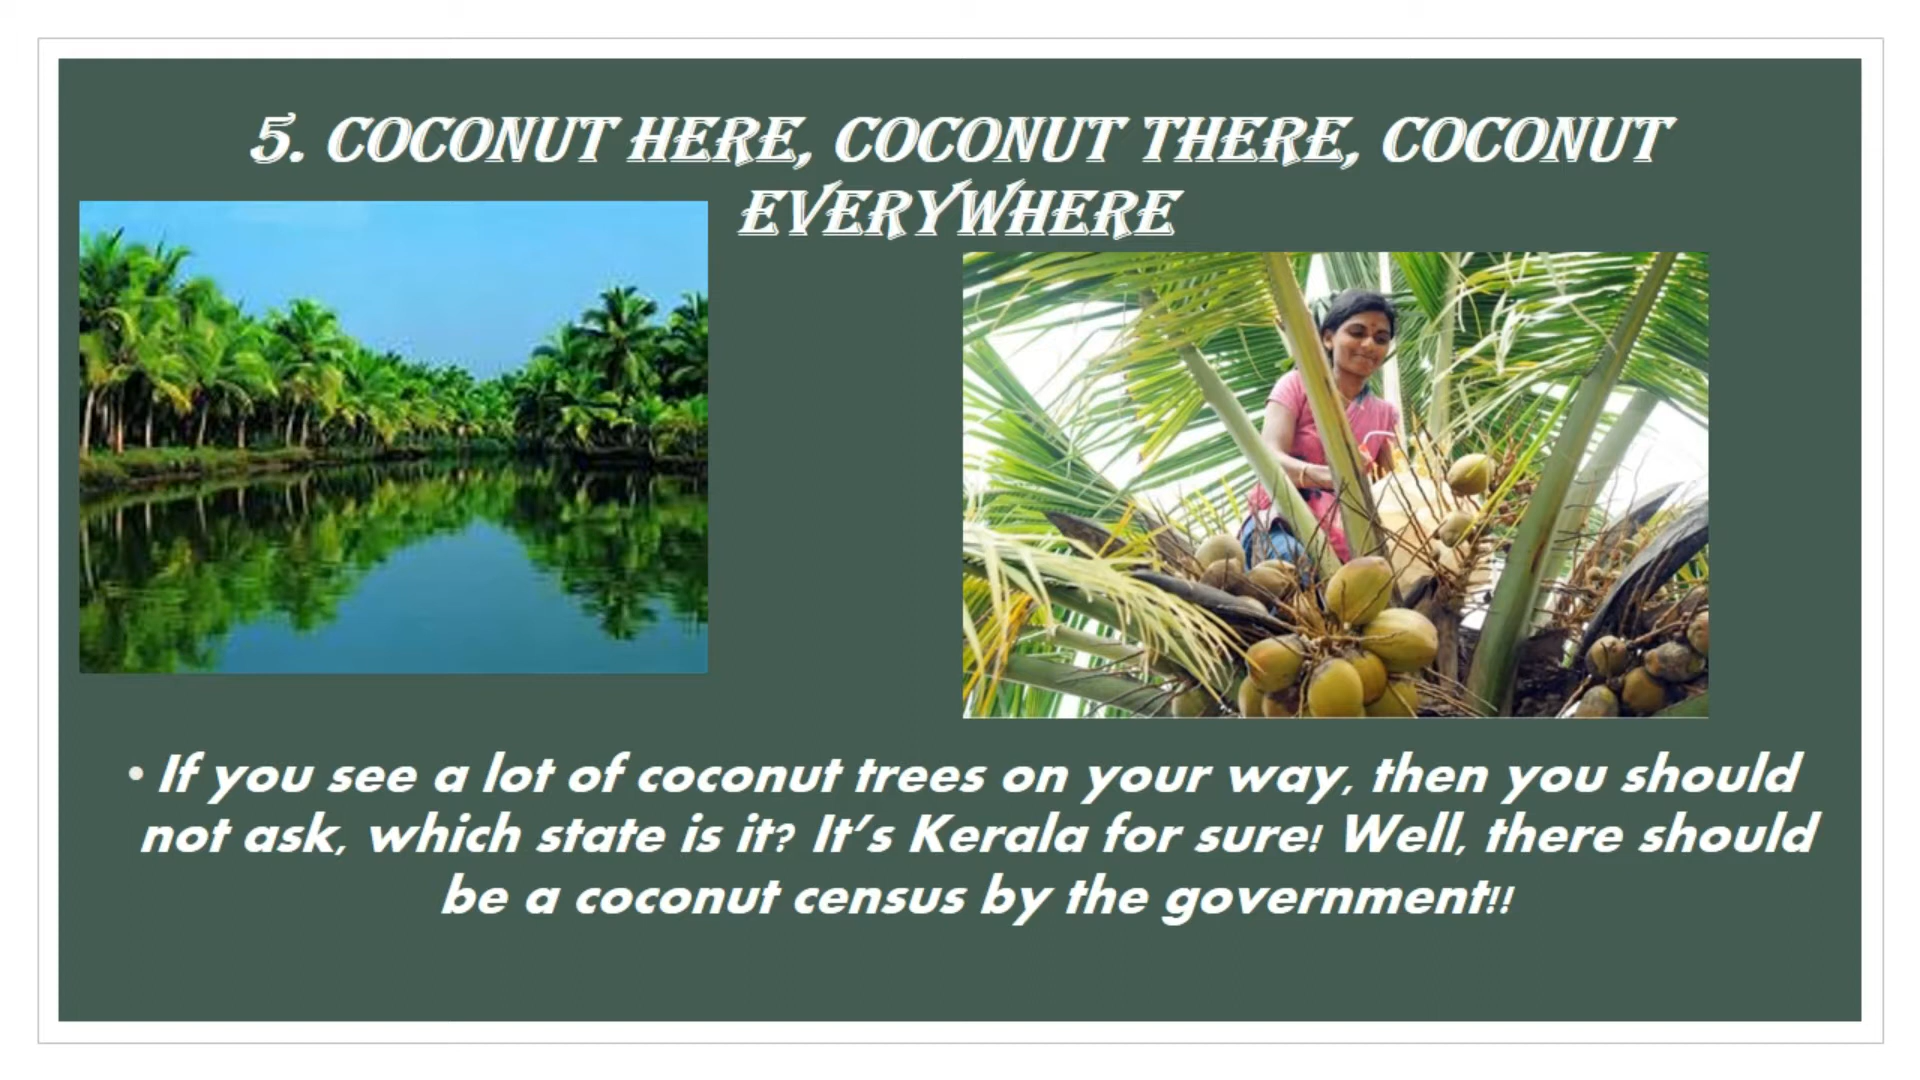 5. COCONUT HERE, COCONUT THERE, COCONUT
EVERYWHERE
• If you see a lot of coconut trees on your way, then you should
not ask, which state is it? It's Kerala for sure! Well, there should
be a coconut census by the government!!